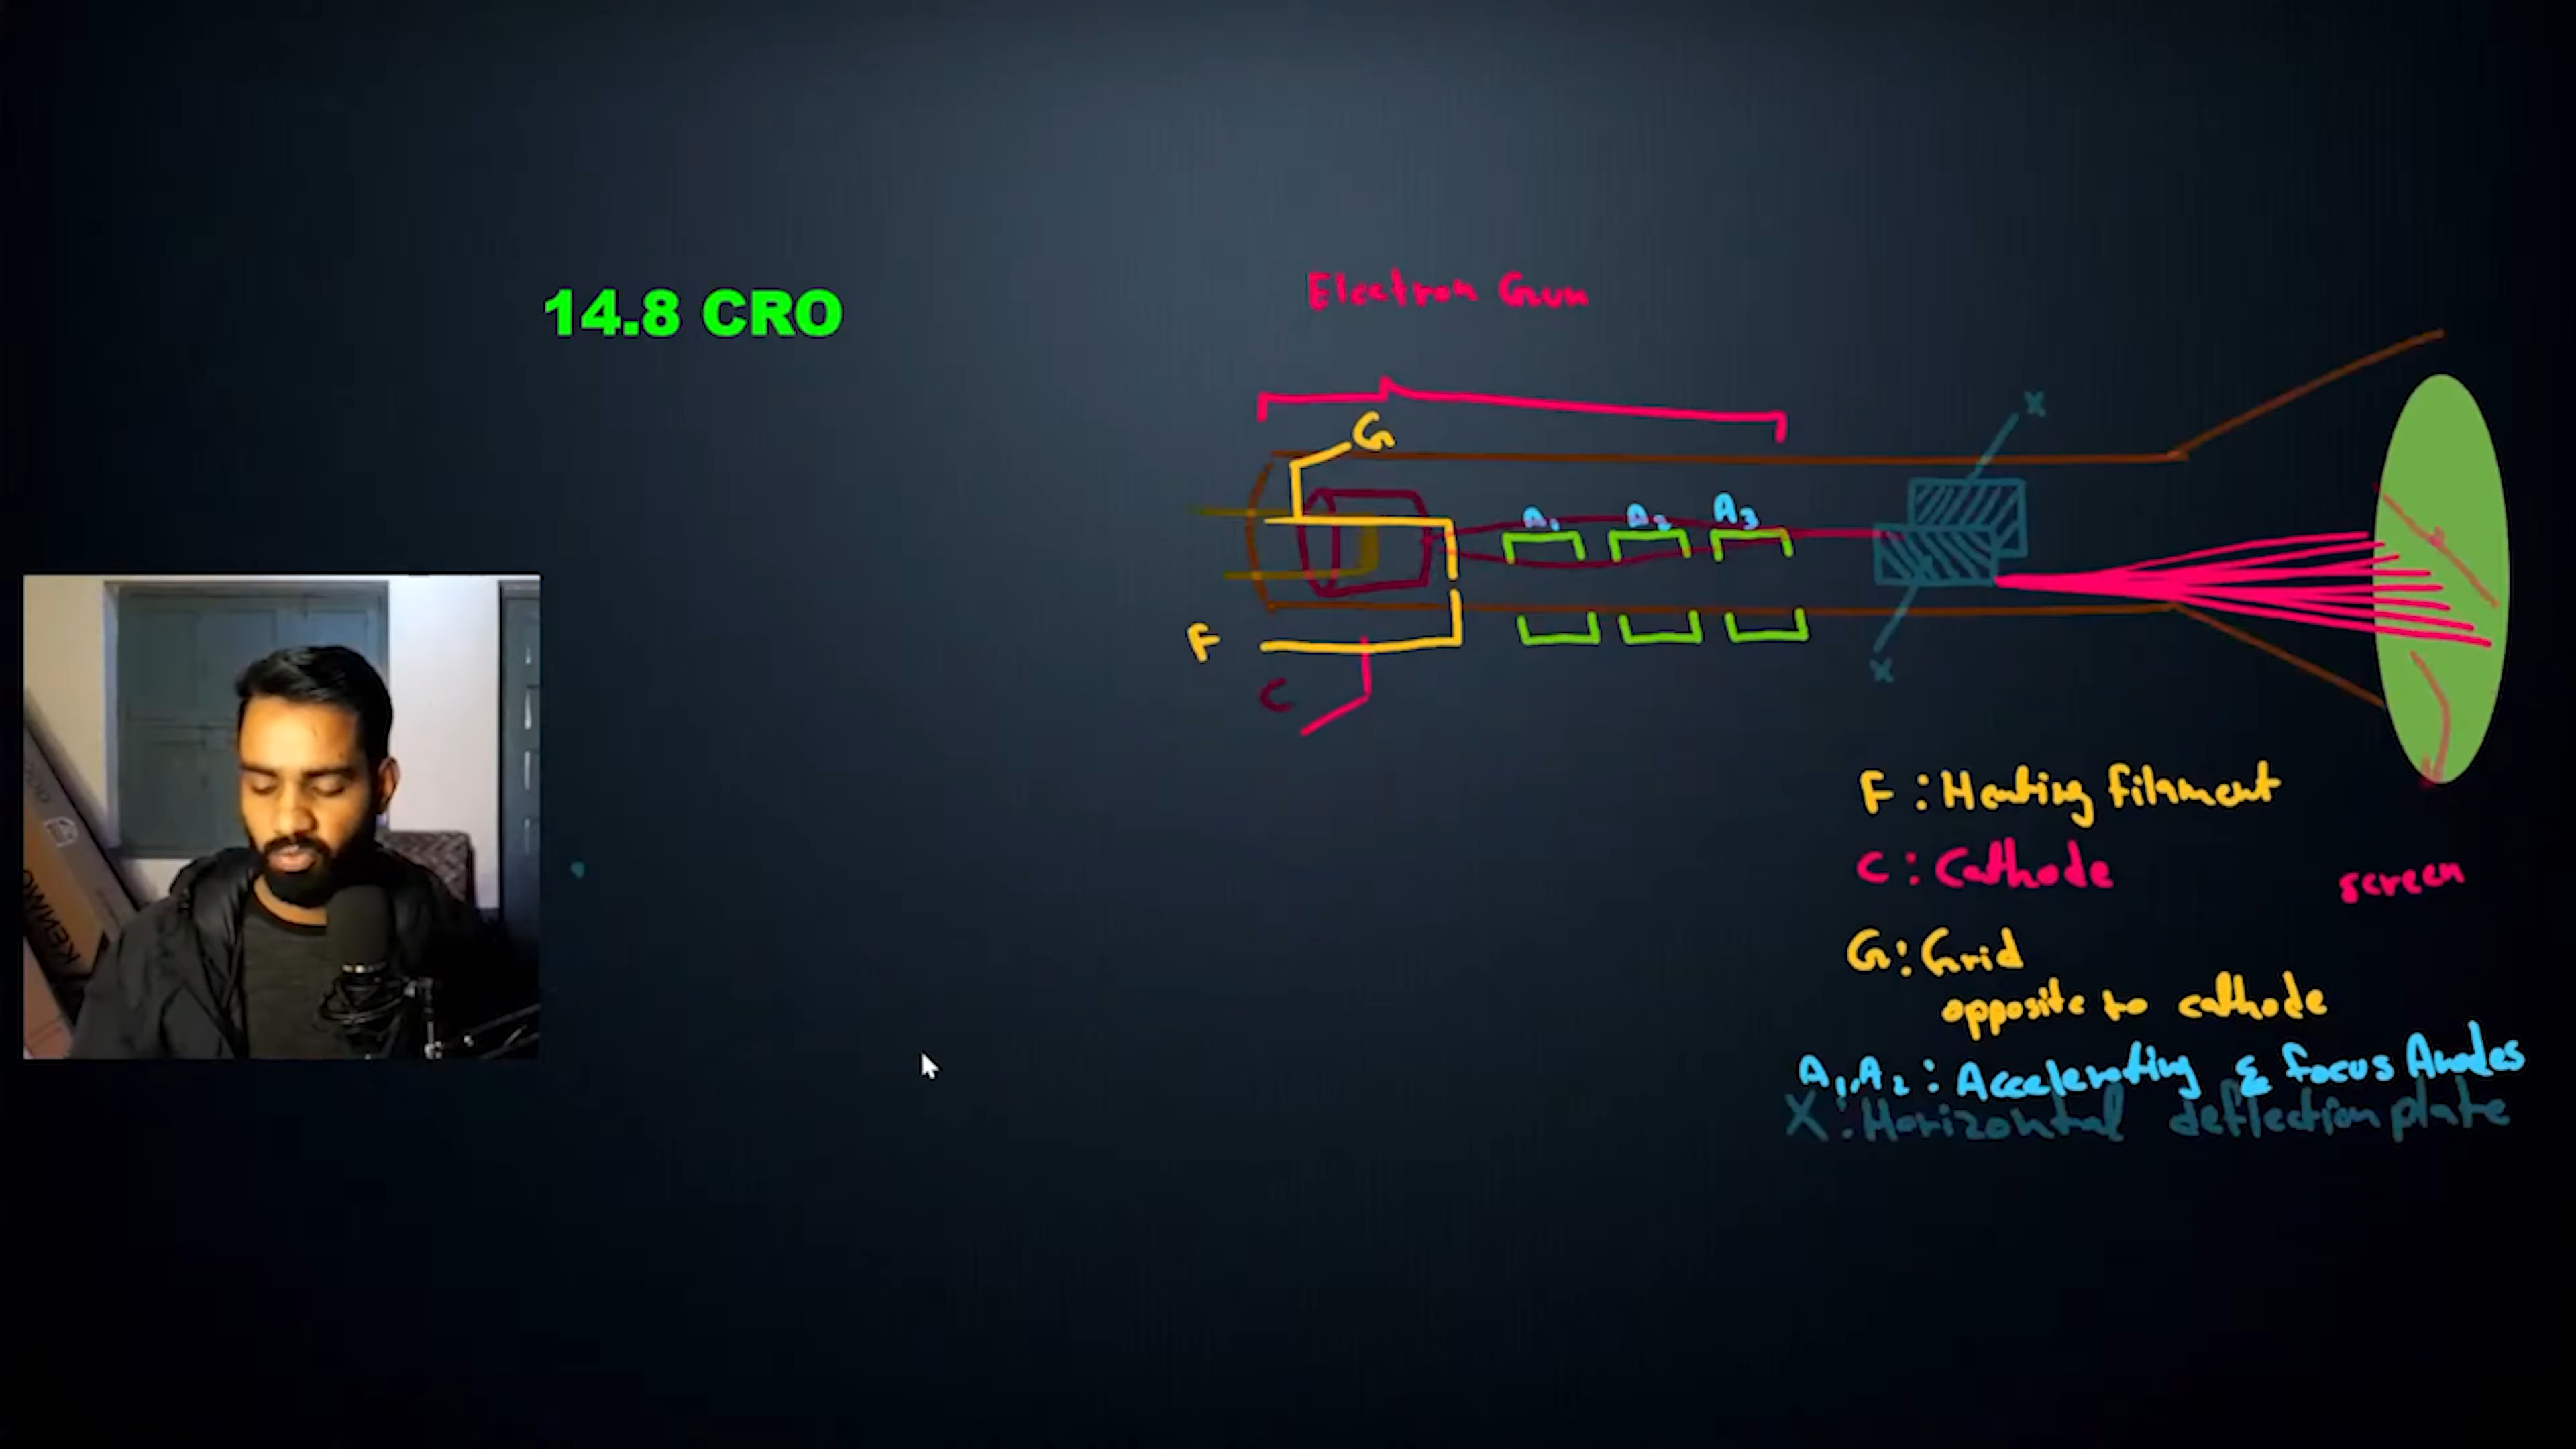 14.8 CRO
Electron Gun
G
X
A1 A2 A3
F
C
X
KENWO
F : Heating filament
C : Cathode
screen
G : Grid
opposite to cathode
A1, A2 : Accelerating & focus Anodes
X : Horizontal deflection plate